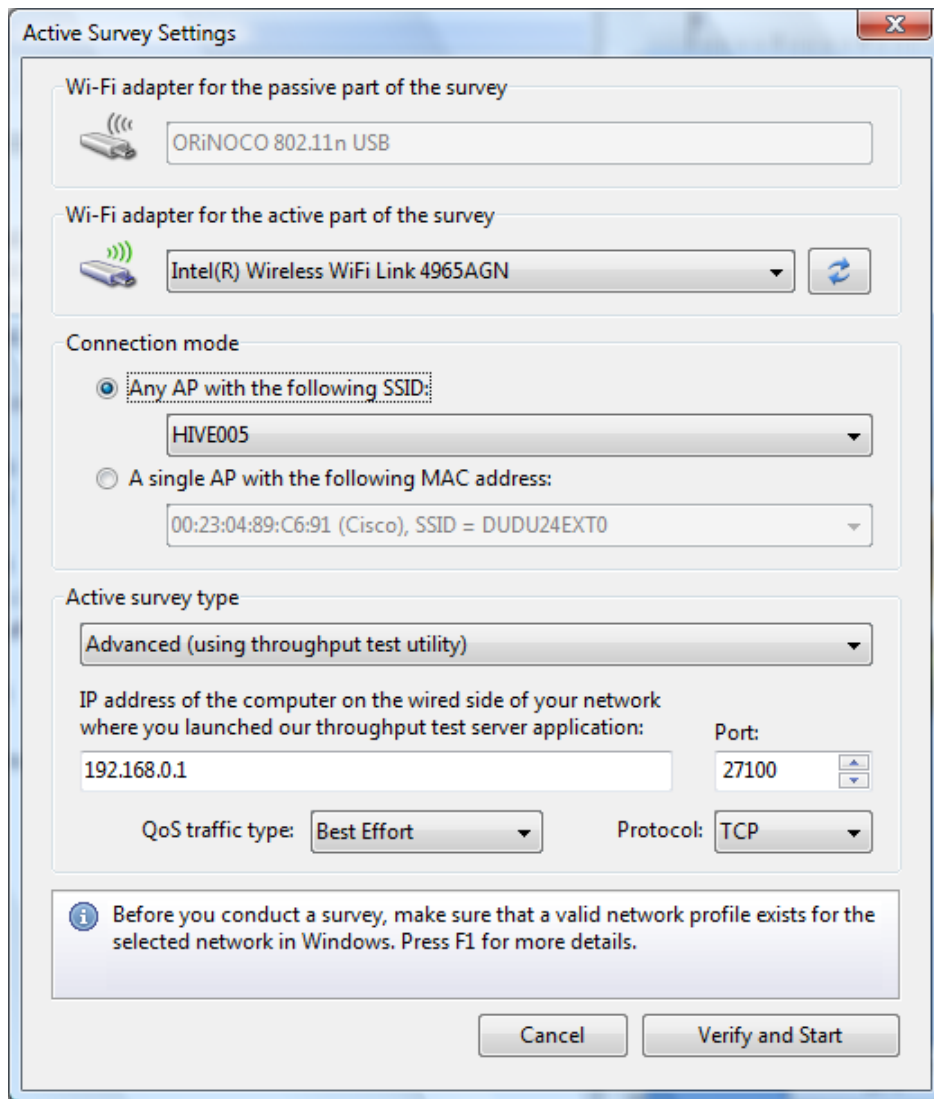 Active Survey Settings
Wi-Fi adapter for the passive part of the survey
ORiNOCO 802.11n USB
Wi-Fi adapter for the active part of the survey
Intel(R) Wireless WiFi Link 4965AGN
Connection mode
Any AP with the following SSID:
HIVE005
A single AP with the following MAC address:
00:23:04:89:C6:91 (Cisco), SSID = DUDU24EXT0
Active survey type
Advanced (using throughput test utility)
IP address of the computer on the wired side of your network
where you launched our throughput test server application:
Port:
192.168.0.1
27100
QoS traffic type:
Best Effort
Protocol:
TCP
Before you conduct a survey, make sure that a valid network profile exists for the
selected network in Windows. Press F1 for more details.
Cancel
Verify and Start